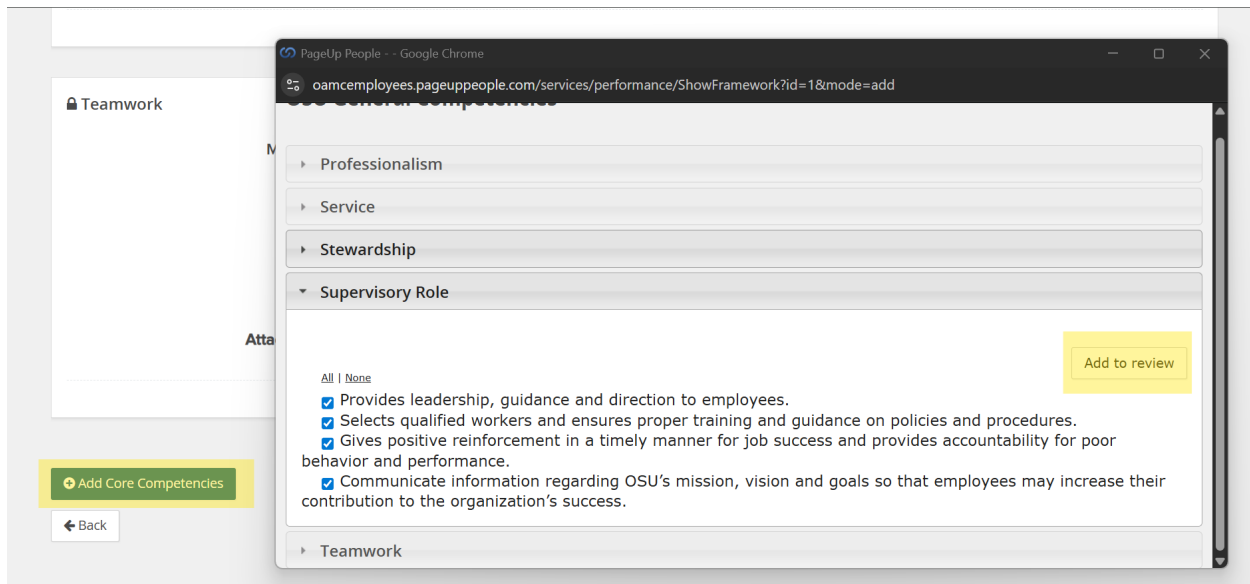 PageUp People - - Google Chrome
oamcemployees.pageuppeople.com/services/performance/ShowFramework?id=1&mode=add
OSU General Competencies
Teamwork
M
Professionalism
Service
Stewardship
Supervisory Role
Atta
Add to review
All | None
Provides leadership, guidance and direction to employees.
Selects qualified workers and ensures proper training and guidance on policies and procedures.
Gives positive reinforcement in a timely manner for job success and provides accountability for poor
behavior and performance.
Communicate information regarding OSU’s mission, vision and goals so that employees may increase their
contribution to the organization’s success.
Add Core Competencies
Back
Teamwork